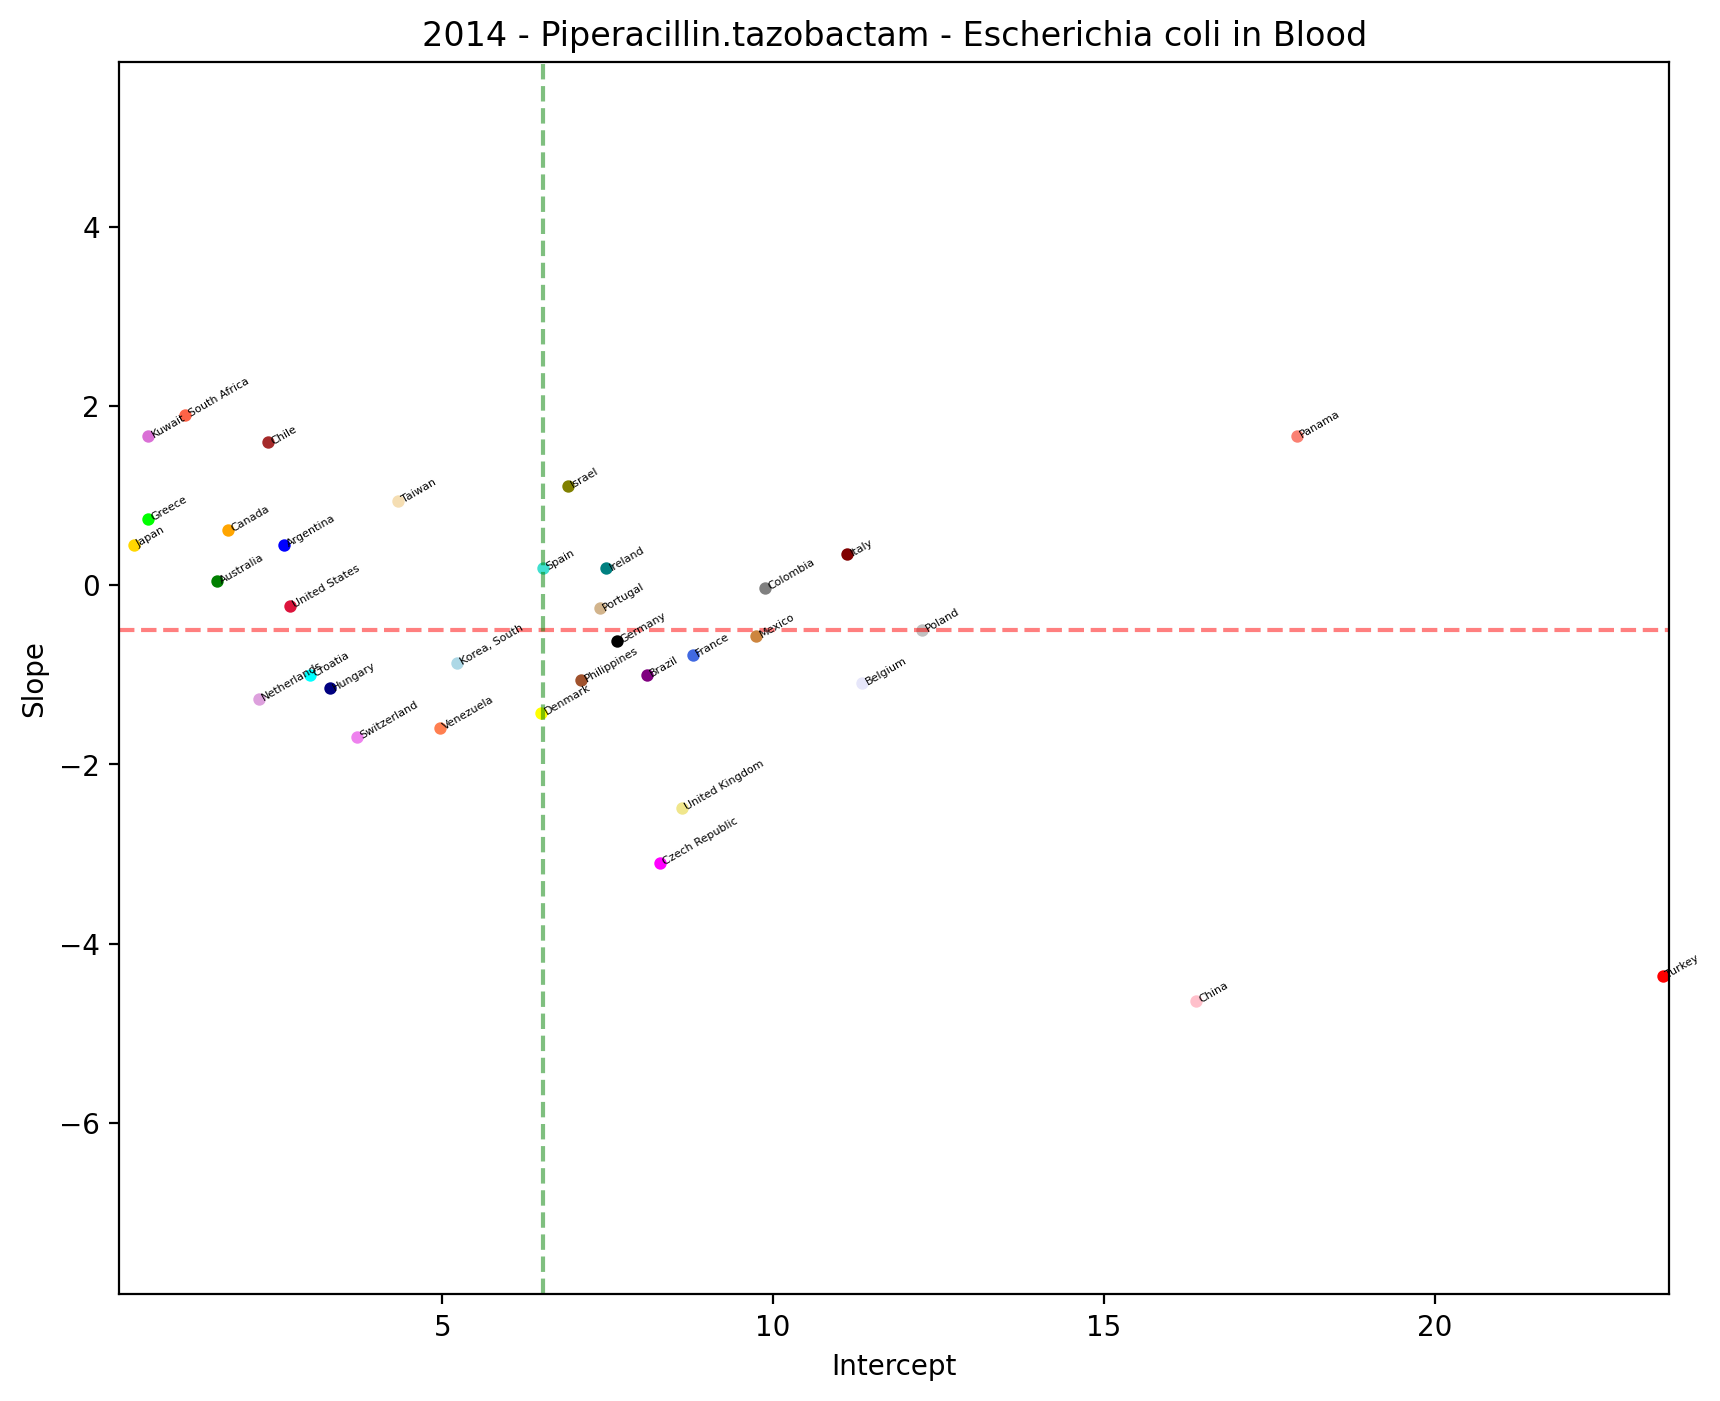 2014 - Piperacillin.tazobactam - Escherichia coli in Blood
4
2
0
−2
−4
−6
Slope
South Africa
Kuwait
Chile
Panama
Israel
Taiwan
Greece
Canada
Japan
Argentina
Italy
Spain
Ireland
Australia
Colombia
United States
Portugal
Poland
Mexico
Germany
France
Korea, South
Croatia
Brazil
Philippines
Belgium
Hungary
Netherlands
Denmark
Venezuela
Switzerland
United Kingdom
Czech Republic
Turkey
China
5
10
15
20
Intercept